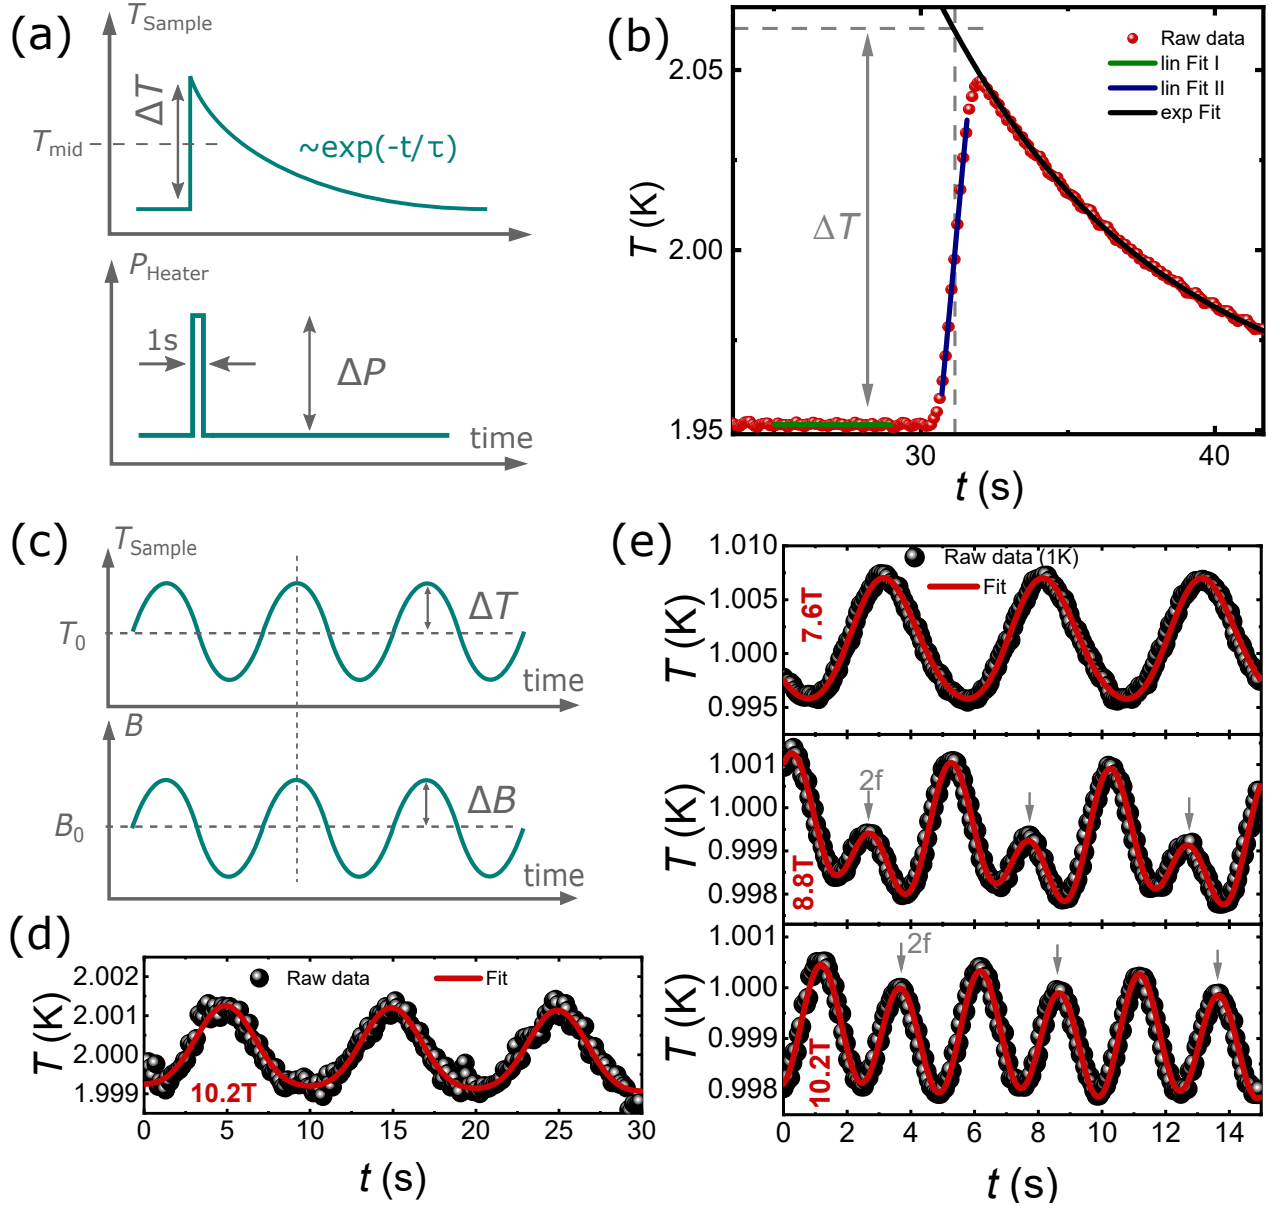 (a)
T_Sample
ΔT
T_mid
~exp(-t/τ)
P_Heater
1s
ΔP
time
(b)
Raw data
lin Fit I
lin Fit II
exp Fit
2.05
2.00
1.95
T (K)
ΔT
30
40
t (s)
(c)
T_Sample
T_0
ΔT
time
B
B_0
ΔB
time
(d)
Raw data
Fit
2.002
2.001
2.000
1.999
T (K)
10.2T
0
5
10
15
20
25
30
t (s)
(e)
Raw data (1K)
Fit
1.010
1.005
1.000
0.995
T (K)
7.6T
1.001
1.000
0.999
0.998
T (K)
8.8T
2f
1.001
1.000
0.999
0.998
T (K)
10.2T
2f
0
2
4
6
8
10
12
14
t (s)